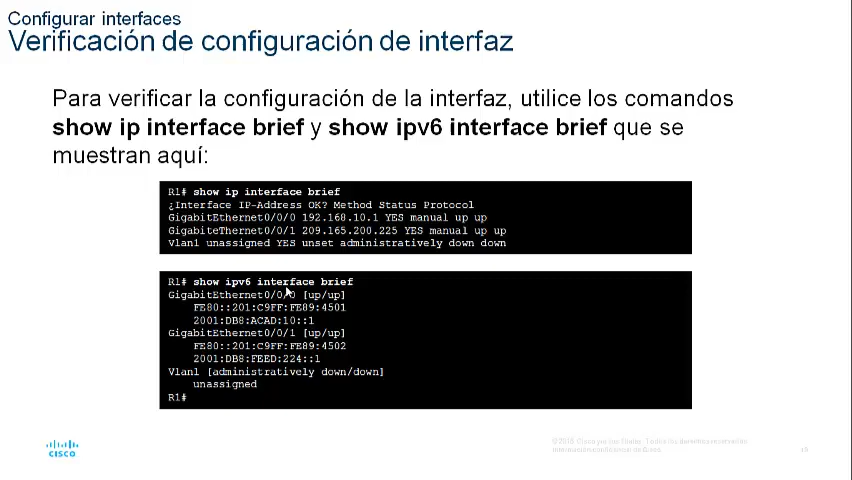 Configurar interfaces
Verificación de configuración de interfaz
Para verificar la configuración de la interfaz, utilice los comandos
show ip interface brief y show ipv6 interface brief que se
muestran aquí:
R1# show ip interface brief
¿Interface IP-Address OK? Method Status Protocol
GigabitEthernet0/0/0 192.168.10.1 YES manual up up
GigabiteThernet0/0/1 209.165.200.225 YES manual up up
Vlan1 unassigned YES unset administratively down down
R1# show ipv6 interface brief
GigabitEthernet0/0/0 [up/up]
FE80::201:C9FF:FE89:4501
2001:DB8:ACAD:10::1
GigabitEthernet0/0/1 [up/up]
FE80::201:C9FF:FE89:4502
2001:DB8:FEED:224::1
Vlan1 [administratively down/down]
unassigned
R1#
CISCO